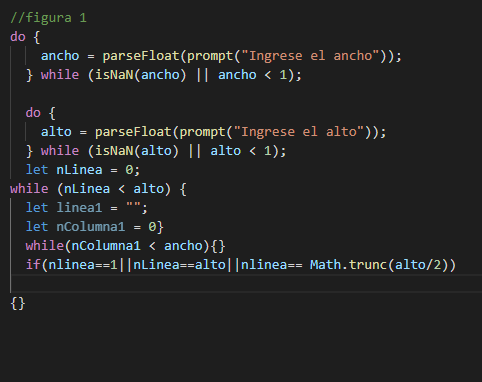 //figura 1
do {
    ancho = parseFloat(prompt("Ingrese el ancho"));
  } while (isNaN(ancho) || ancho < 1);
  do {
    alto = parseFloat(prompt("Ingrese el alto"));
  } while (isNaN(alto) || alto < 1);
  let nLinea = 0;
while (nLinea < alto) {
  let linea1 = "";
  let nColumna1 = 0}
  while(nColumna1 < ancho){}
  if(nlinea==1||nLinea==alto||nlinea== Math.trunc(alto/2))
{}